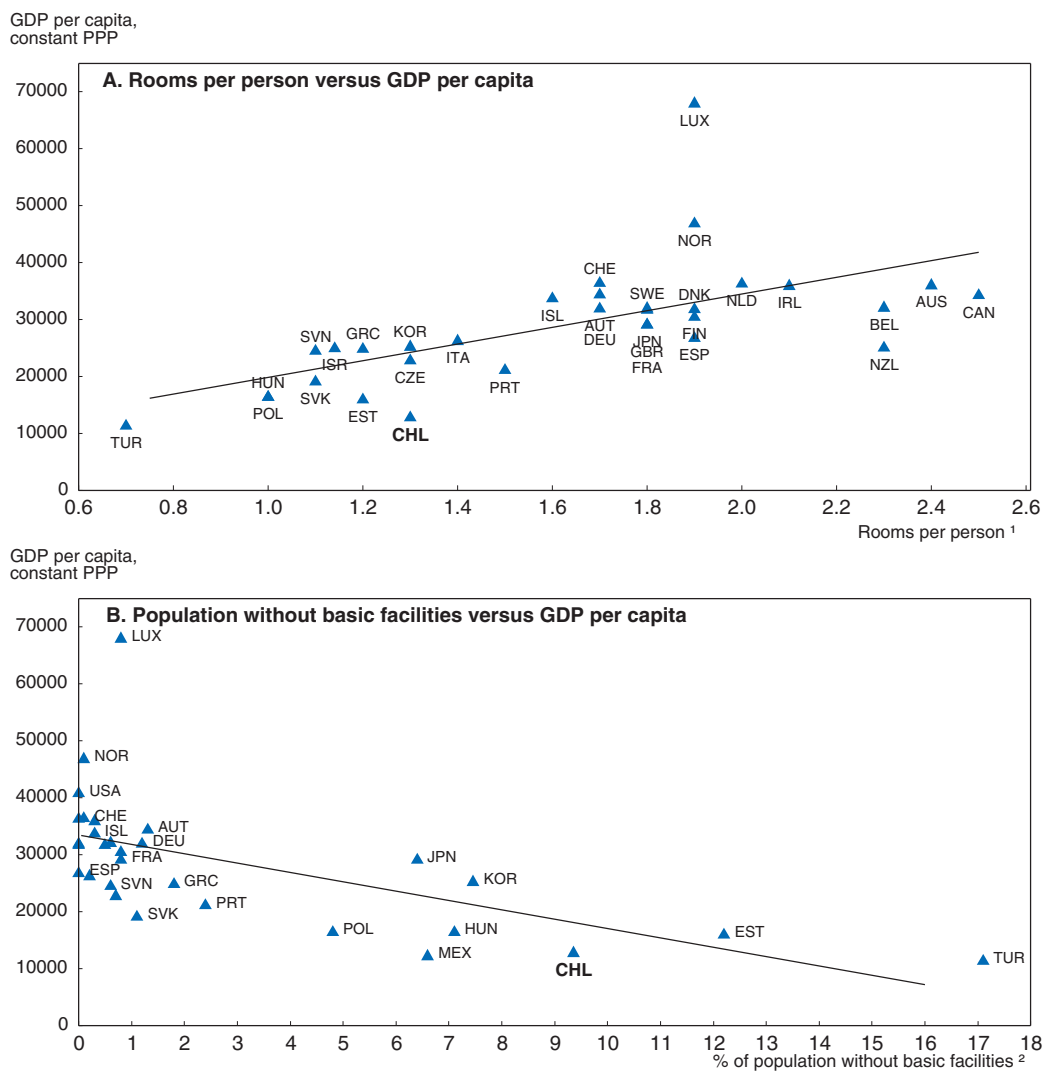 GDP per capita,
constant PPP
A. Rooms per person versus GDP per capita
70000
LUX
60000
50000
NOR
40000
CHE
SWE
DNK
NLD
IRL
AUS
CAN
ISL
30000
AUT
DEU
JPN
GBR
FRA
FIN
ESP
BEL
NZL
SVN
GRC
KOR
ISR
ITA
20000
HUN
CZE
PRT
POL
SVK
EST
10000
TUR
CHL
0
0.6 0.8 1.0 1.2 1.4 1.6 1.8 2.0 2.2 2.4 2.6
Rooms per person ¹
GDP per capita,
constant PPP
B. Population without basic facilities versus GDP per capita
70000
LUX
60000
50000
NOR
40000
USA
CHE
ISL
AUT
DEU
30000
FRA
JPN
ESP
SVN
GRC
KOR
20000
PRT
SVK
POL
HUN
EST
MEX
10000
CHL
TUR
0
0 1 2 3 4 5 6 7 8 9 10 11 12 13 14 15 16 17 18
% of population without basic facilities ²